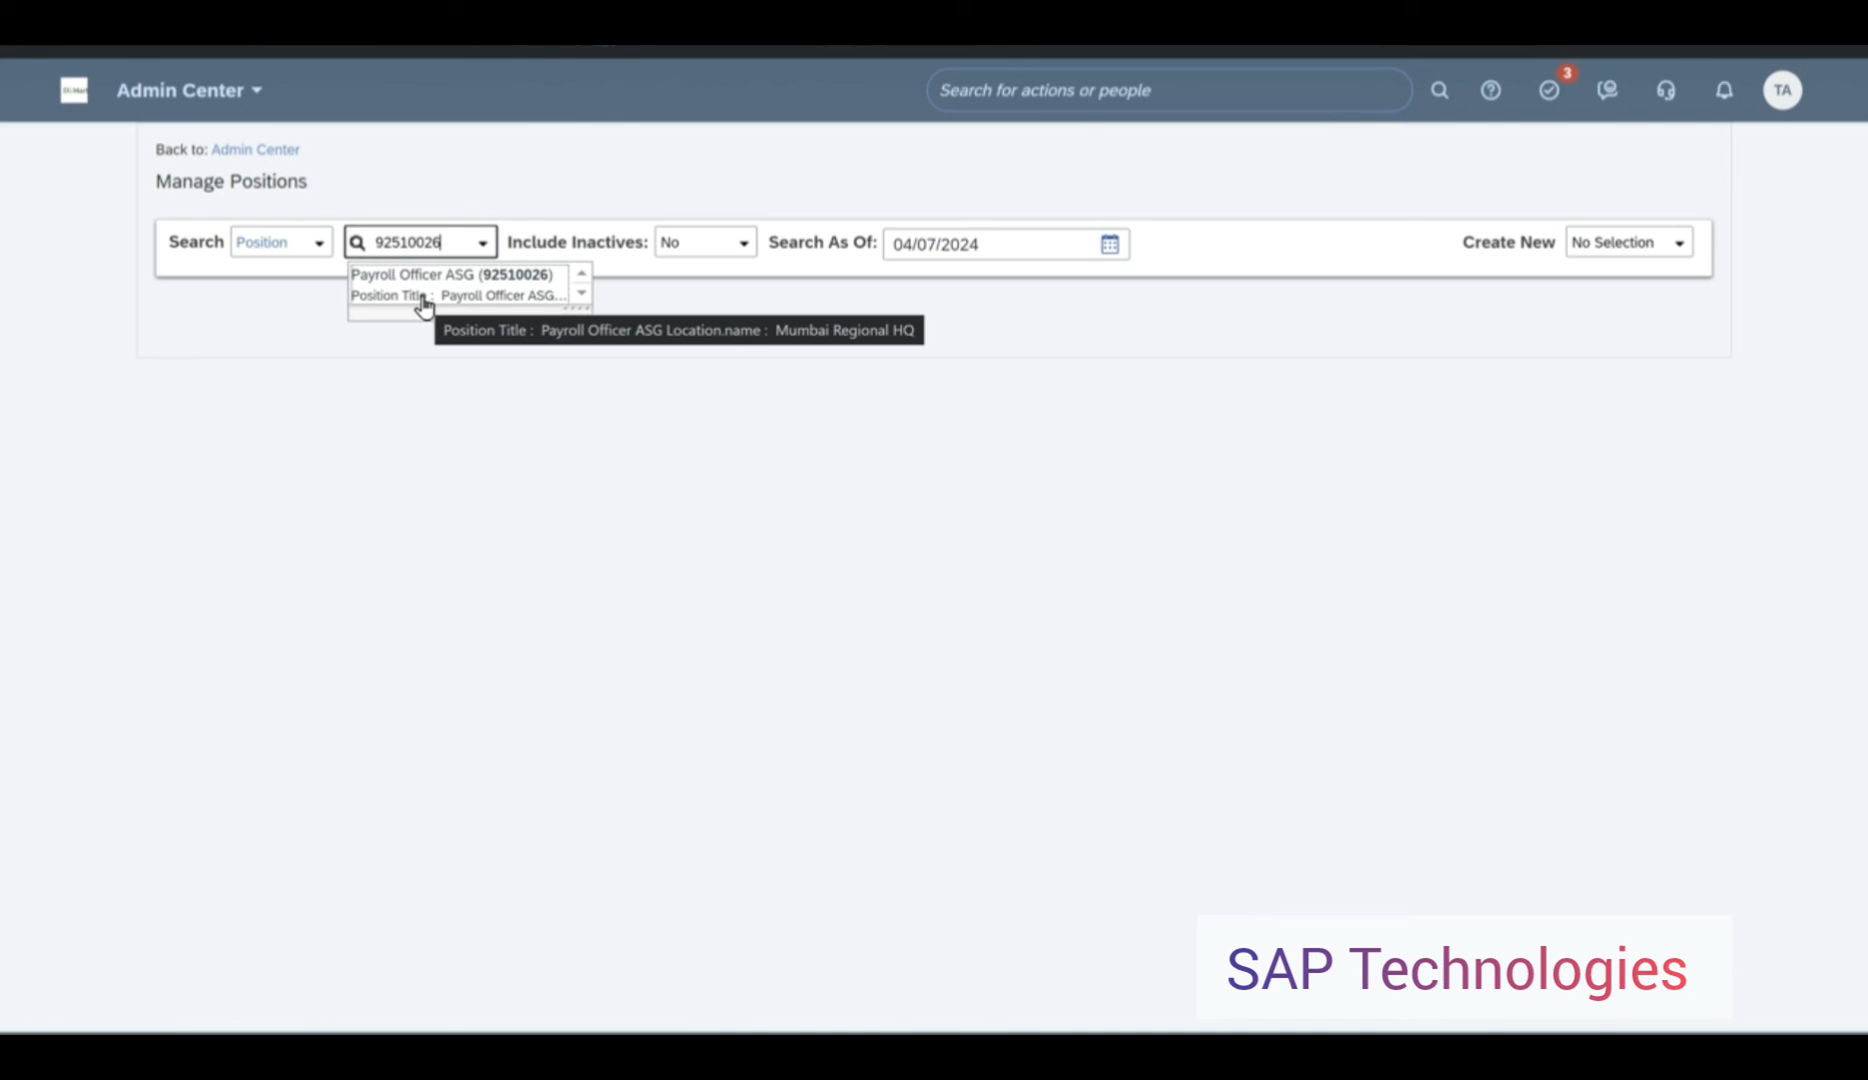 Admin Center
Search for actions or people
3
TA
Back to: Admin Center
Manage Positions
Search Position 92510026 Include Inactives: No Search As Of: 04/07/2024 Create New No Selection
Payroll Officer ASG (92510026)
Position Title : Payroll Officer ASG...
Position Title : Payroll Officer ASG Location.name : Mumbai Regional HQ
SAP Technologies